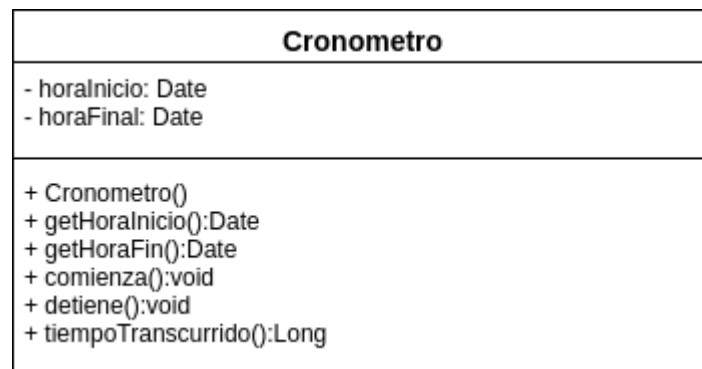 Cronometro
- horaInicio: Date
- horaFinal: Date
+ Cronometro()
+ getHoraInicio():Date
+ getHoraFin():Date
+ comienza():void
+ detiene():void
+ tiempoTranscurrido():Long